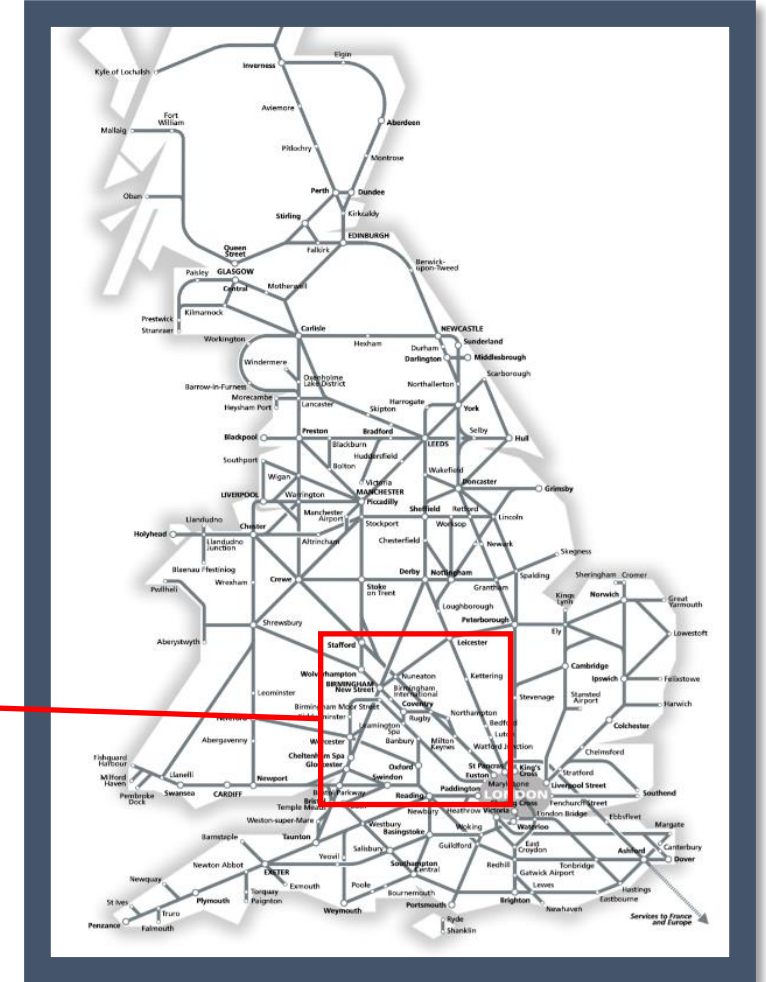 Elgin
Inverness
Kyle of Lochalsh
Aviemore
Fort
William
Mallaig
Aberdeen
Pitlochry
Montrose
Oban
Perth
Dundee
Stirling
Kirkcaldy
Queen
Street
Falkirk
EDINBURGH
Paisley
GLASGOW
Central
Motherwell
Berwick-
upon-Tweed
Prestwick
Stranraer
Kilmarnock
Carlisle
NEWCASTLE
Workington
Hexham
Durham
Sunderland
Darlington
Middlesbrough
Windermere
Oxenholme
Lake District
Scarborough
Barrow-in-Furness
Northallerton
Morecambe
Heysham Port
Lancaster
Harrogate
Skipton
York
Blackpool
Preston
Bradford
Selby
Blackburn
LEEDS
Hull
Southport
Huddersfield
Bolton
Wakefield
Wigan
Victoria
Doncaster
LIVERPOOL
Warrington
MANCHESTER
Piccadilly
Grimsby
Manchester
Airport
Sheffield
Retford
Llandudno
Stockport
Worksop
Lincoln
Holyhead
Chester
Llandudno
Junction
Altrincham
Chesterfield
Newark
Skegness
Blaenau Ffestiniog
Derby
Nottingham
Pwllheli
Wrexham
Crewe
Stoke
on Trent
Grantham
Spalding
Sheringham
Cromer
Kings
Lynn
Norwich
Great
Yarmouth
Loughborough
Peterborough
Aberystwyth
Shrewsbury
Ely
Lowestoft
Stafford
Leicester
Wolverhampton
Nuneaton
Kettering
Cambridge
BIRMINGHAM
New Street
Birmingham
International
Ipswich
Felixstowe
Leominster
Coventry
Stevenage
Stansted
Airport
Birmingham Moor Street
Rugby
Northampton
Harwich
Leamington
Spa
Bedford
Colchester
Abergavenny
Worcester
Banbury
Milton
Keynes
Watford Junction
Chelmsford
Fishguard
Harbour
Cheltenham Spa
Gloucester
Oxford
St Pancras
King's
Cross
Milford
Haven
Llanelli
Newport
Swindon
Euston
Stratford
Pembroke
Dock
Swansea
CARDIFF
Parkway
Reading
Paddington
Liverpool Street
LONDON
Southend
Temple
Newbury
Heathrow
Victoria
Cross
Fenchurch Street
London Bridge
Weston-super-Mare
Westbury
Basingstoke
Woking
Waterloo
Ebbsfleet
Margate
Barnstaple
Taunton
Salisbury
Guildford
East
Croydon
Canterbury
Newton Abbot
Yeovil
Southampton
Central
Redhill
Tonbridge
Ashford
Dover
EXETER
Gatwick Airport
Newquay
Exmouth
Poole
Bournemouth
Lewes
Hastings
Torquay
Paignton
Eastbourne
St Ives
Plymouth
Weymouth
Portsmouth
Brighton
Newhaven
Truro
Penzance
Falmouth
Ryde
Shanklin
Services to France
and Europe